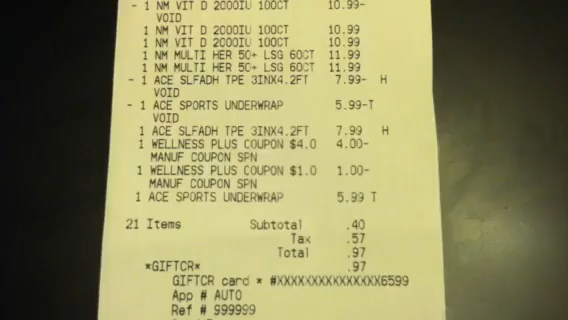 - 1 NM VIT D 2000IU 100CT 10.99-
VOID
1 NM VIT D 2000IU 100CT 10.99
1 NM VIT D 2000IU 100CT 10.99
1 NM MULTI HER 50+ LSG 60CT 11.99
1 NM MULTI HER 50+ LSG 60CT 11.99
- 1 ACE SLFADH TPE 3INX4.2FT 7.99- H
VOID
- 1 ACE SPORTS UNDERWRAP 5.99-T
VOID
1 ACE SLFADH TPE 3INX4.2FT 7.99 H
1 WELLNESS PLUS COUPON $4.0 4.00-
MANUF COUPON SPN
1 WELLNESS PLUS COUPON $1.0 1.00-
MANUF COUPON SPN
1 ACE SPORTS UNDERWRAP 5.99 T
21 Items Subtotal .40
Tax .57
Total .97
*GIFTCR* .97
GIFTCR card * #XXXXXXXXXXXXXXX6599
App # AUTO
Ref # 999999